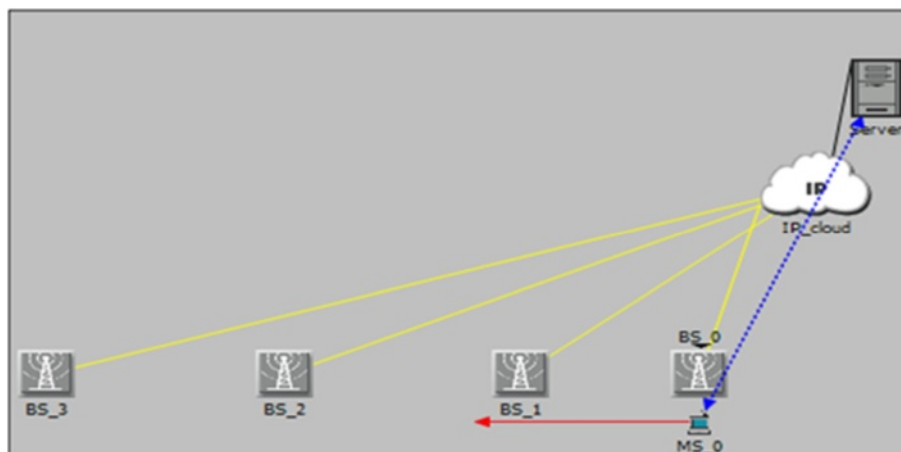 Server
IP
IP_cloud
BS_0
BS_3
BS_2
BS_1
MS_0